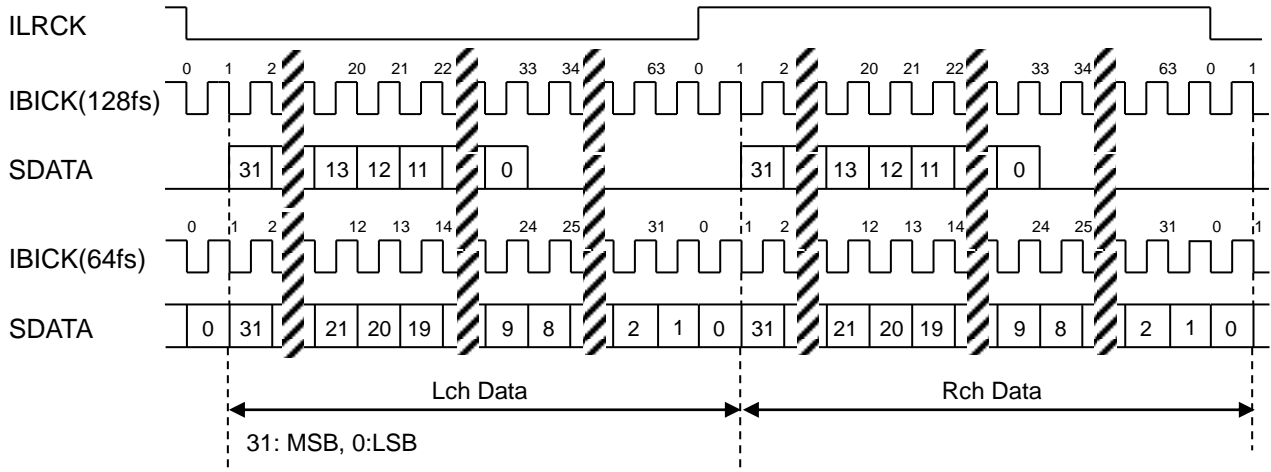 ILRCK
0 1 2 20 21 22 33 34 63 0 1 2 20 21 22 33 34 63 0 1
IBICK(128fs)
SDATA 31 13 12 11 0 31 13 12 11 0
0 1 2 12 13 14 24 25 31 0 1 2 12 13 14 24 25 31 0 1
IBICK(64fs)
SDATA 0 31 21 20 19 9 8 2 1 0 31 21 20 19 9 8 2 1 0
Lch Data Rch Data
31: MSB, 0:LSB